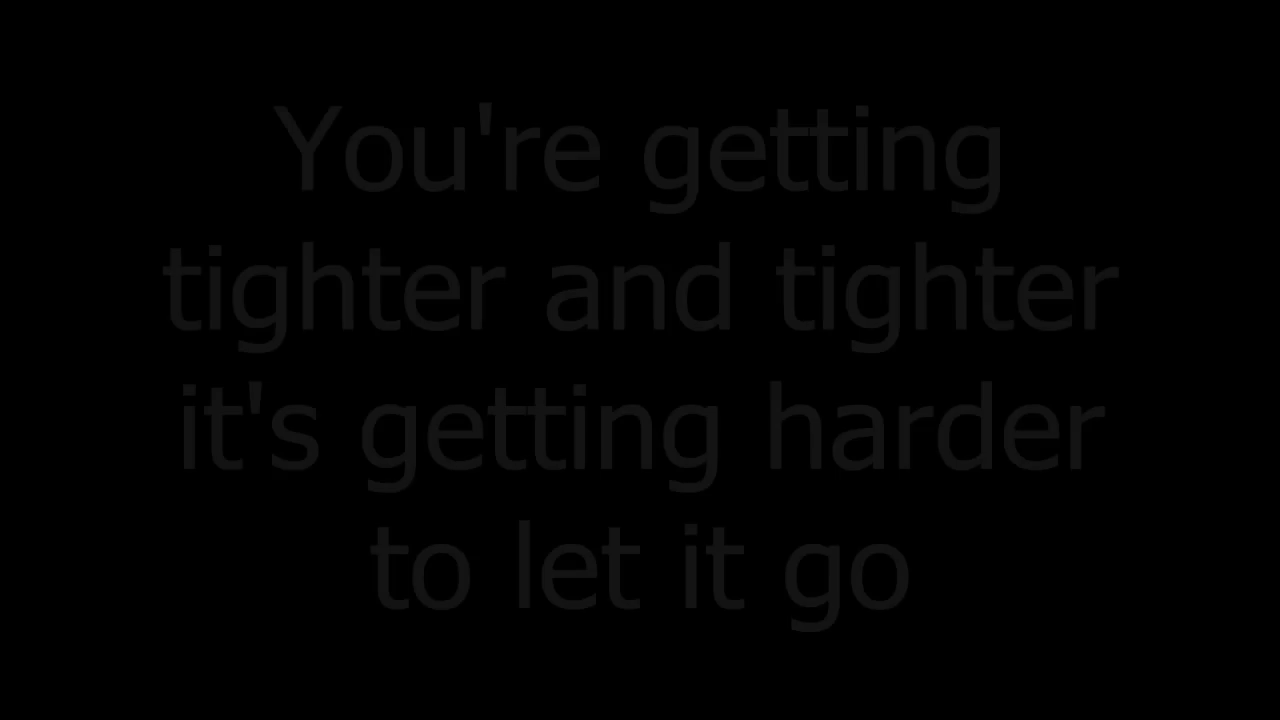 You're getting
tighter and tighter
it's getting harder
to let it go